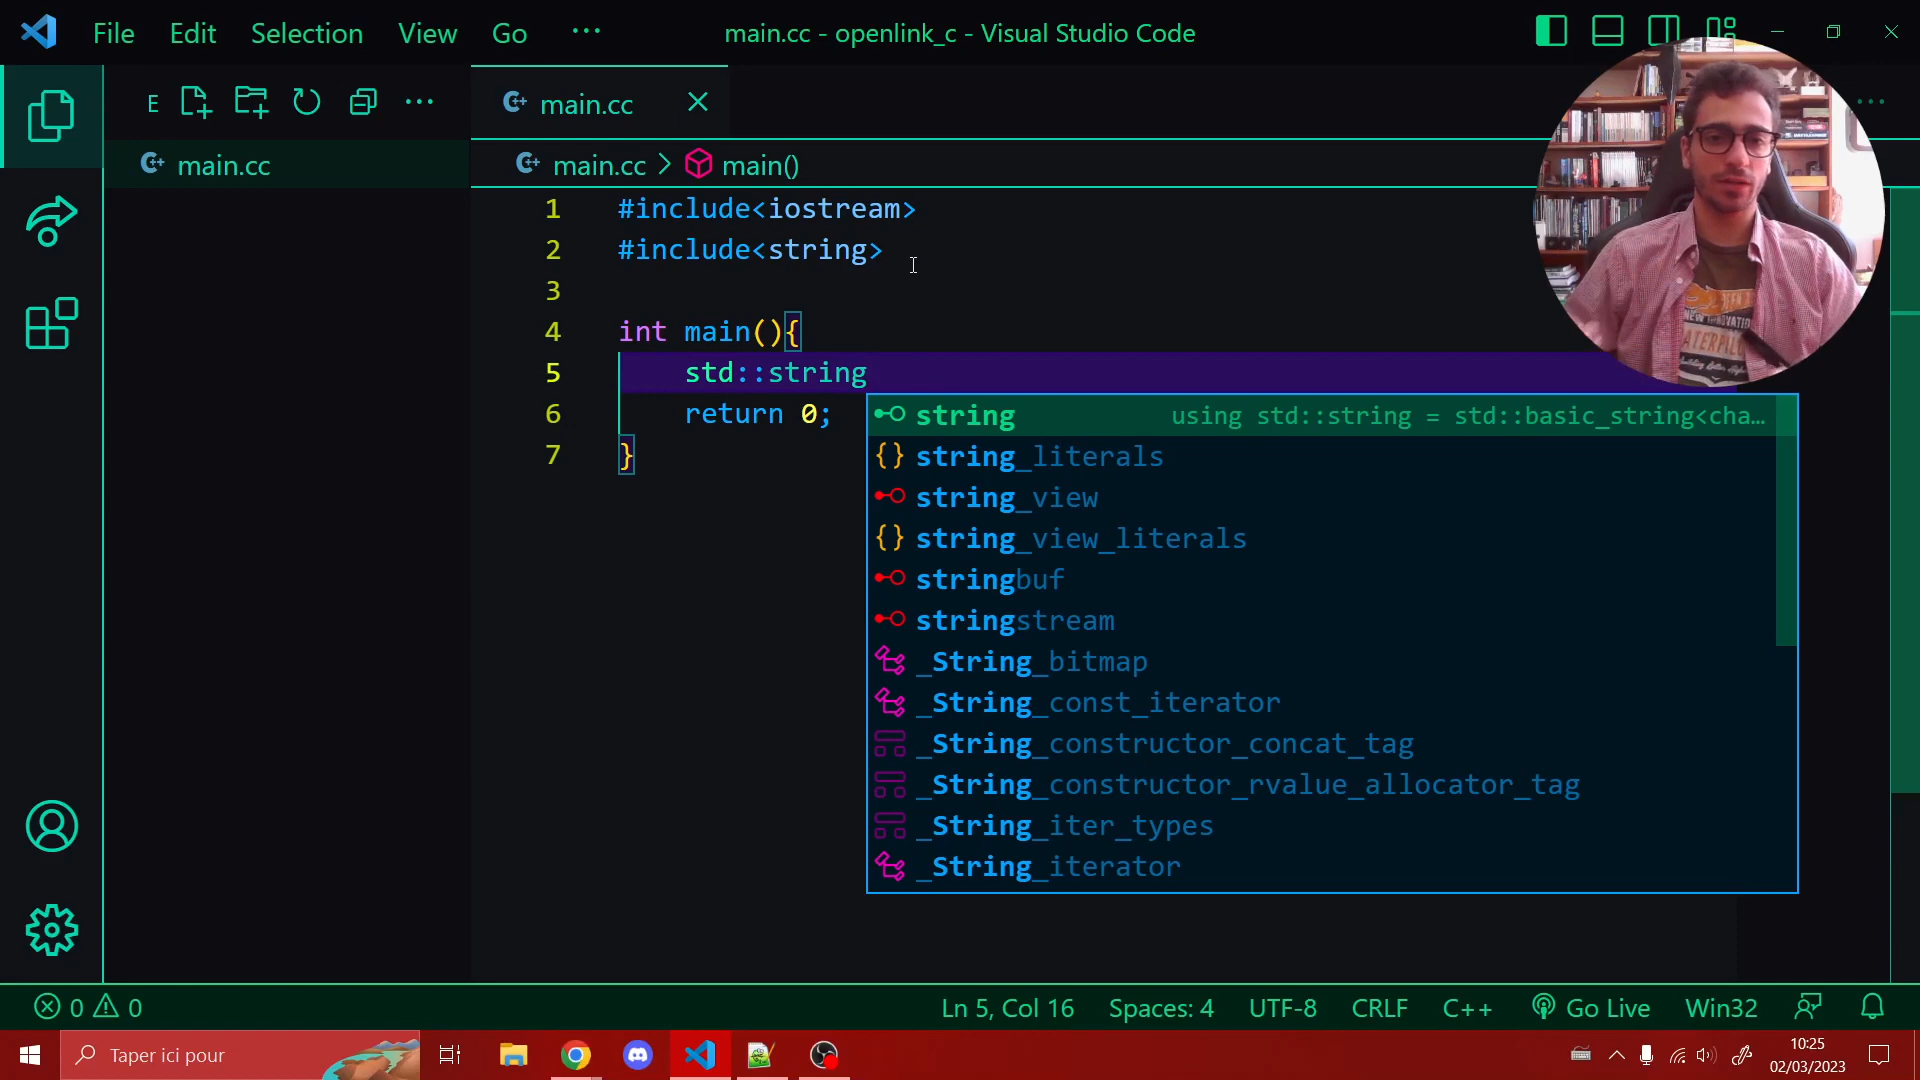 File Edit Selection View Go ··· main.cc - openlink_c - Visual Studio Code
E
main.cc
main.cc
main.cc > main()
1 #include<iostream>
2 #include<string>
3
4 int main(){
5 std::string
6 return 0;
7 }
string using std::string = std::basic_string<cha…
string_literals
string_view
string_view_literals
stringbuf
stringstream
_String_bitmap
_String_const_iterator
_String_constructor_concat_tag
_String_constructor_rvalue_allocator_tag
_String_iter_types
_String_iterator
NEW INNOVATION
CATERPIL
0 0 Ln 5, Col 16 Spaces: 4 UTF-8 CRLF C++ Go Live Win32
Taper ici pour
10:25
02/03/2023